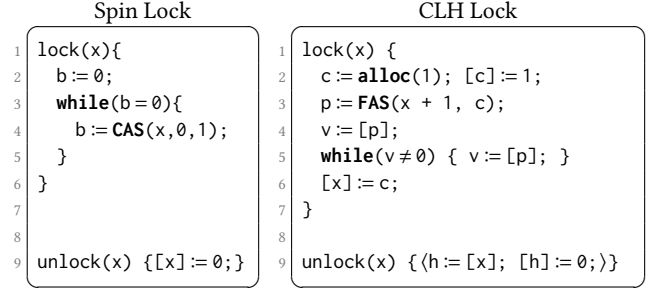 Spin Lock
1 lock(x){
2 b := 0;
3 while(b = 0){
4 b := CAS(x,0,1);
5 }
6 }
7
8
9 unlock(x) {[x] := 0;}
CLH Lock
1 lock(x) {
2 c := alloc(1); [c] := 1;
3 p := FAS(x + 1, c);
4 v := [p];
5 while(v ≠ 0) { v := [p]; }
6 [x] := c;
7 }
8
9 unlock(x) {⟨h := [x]; [h] := 0;⟩}